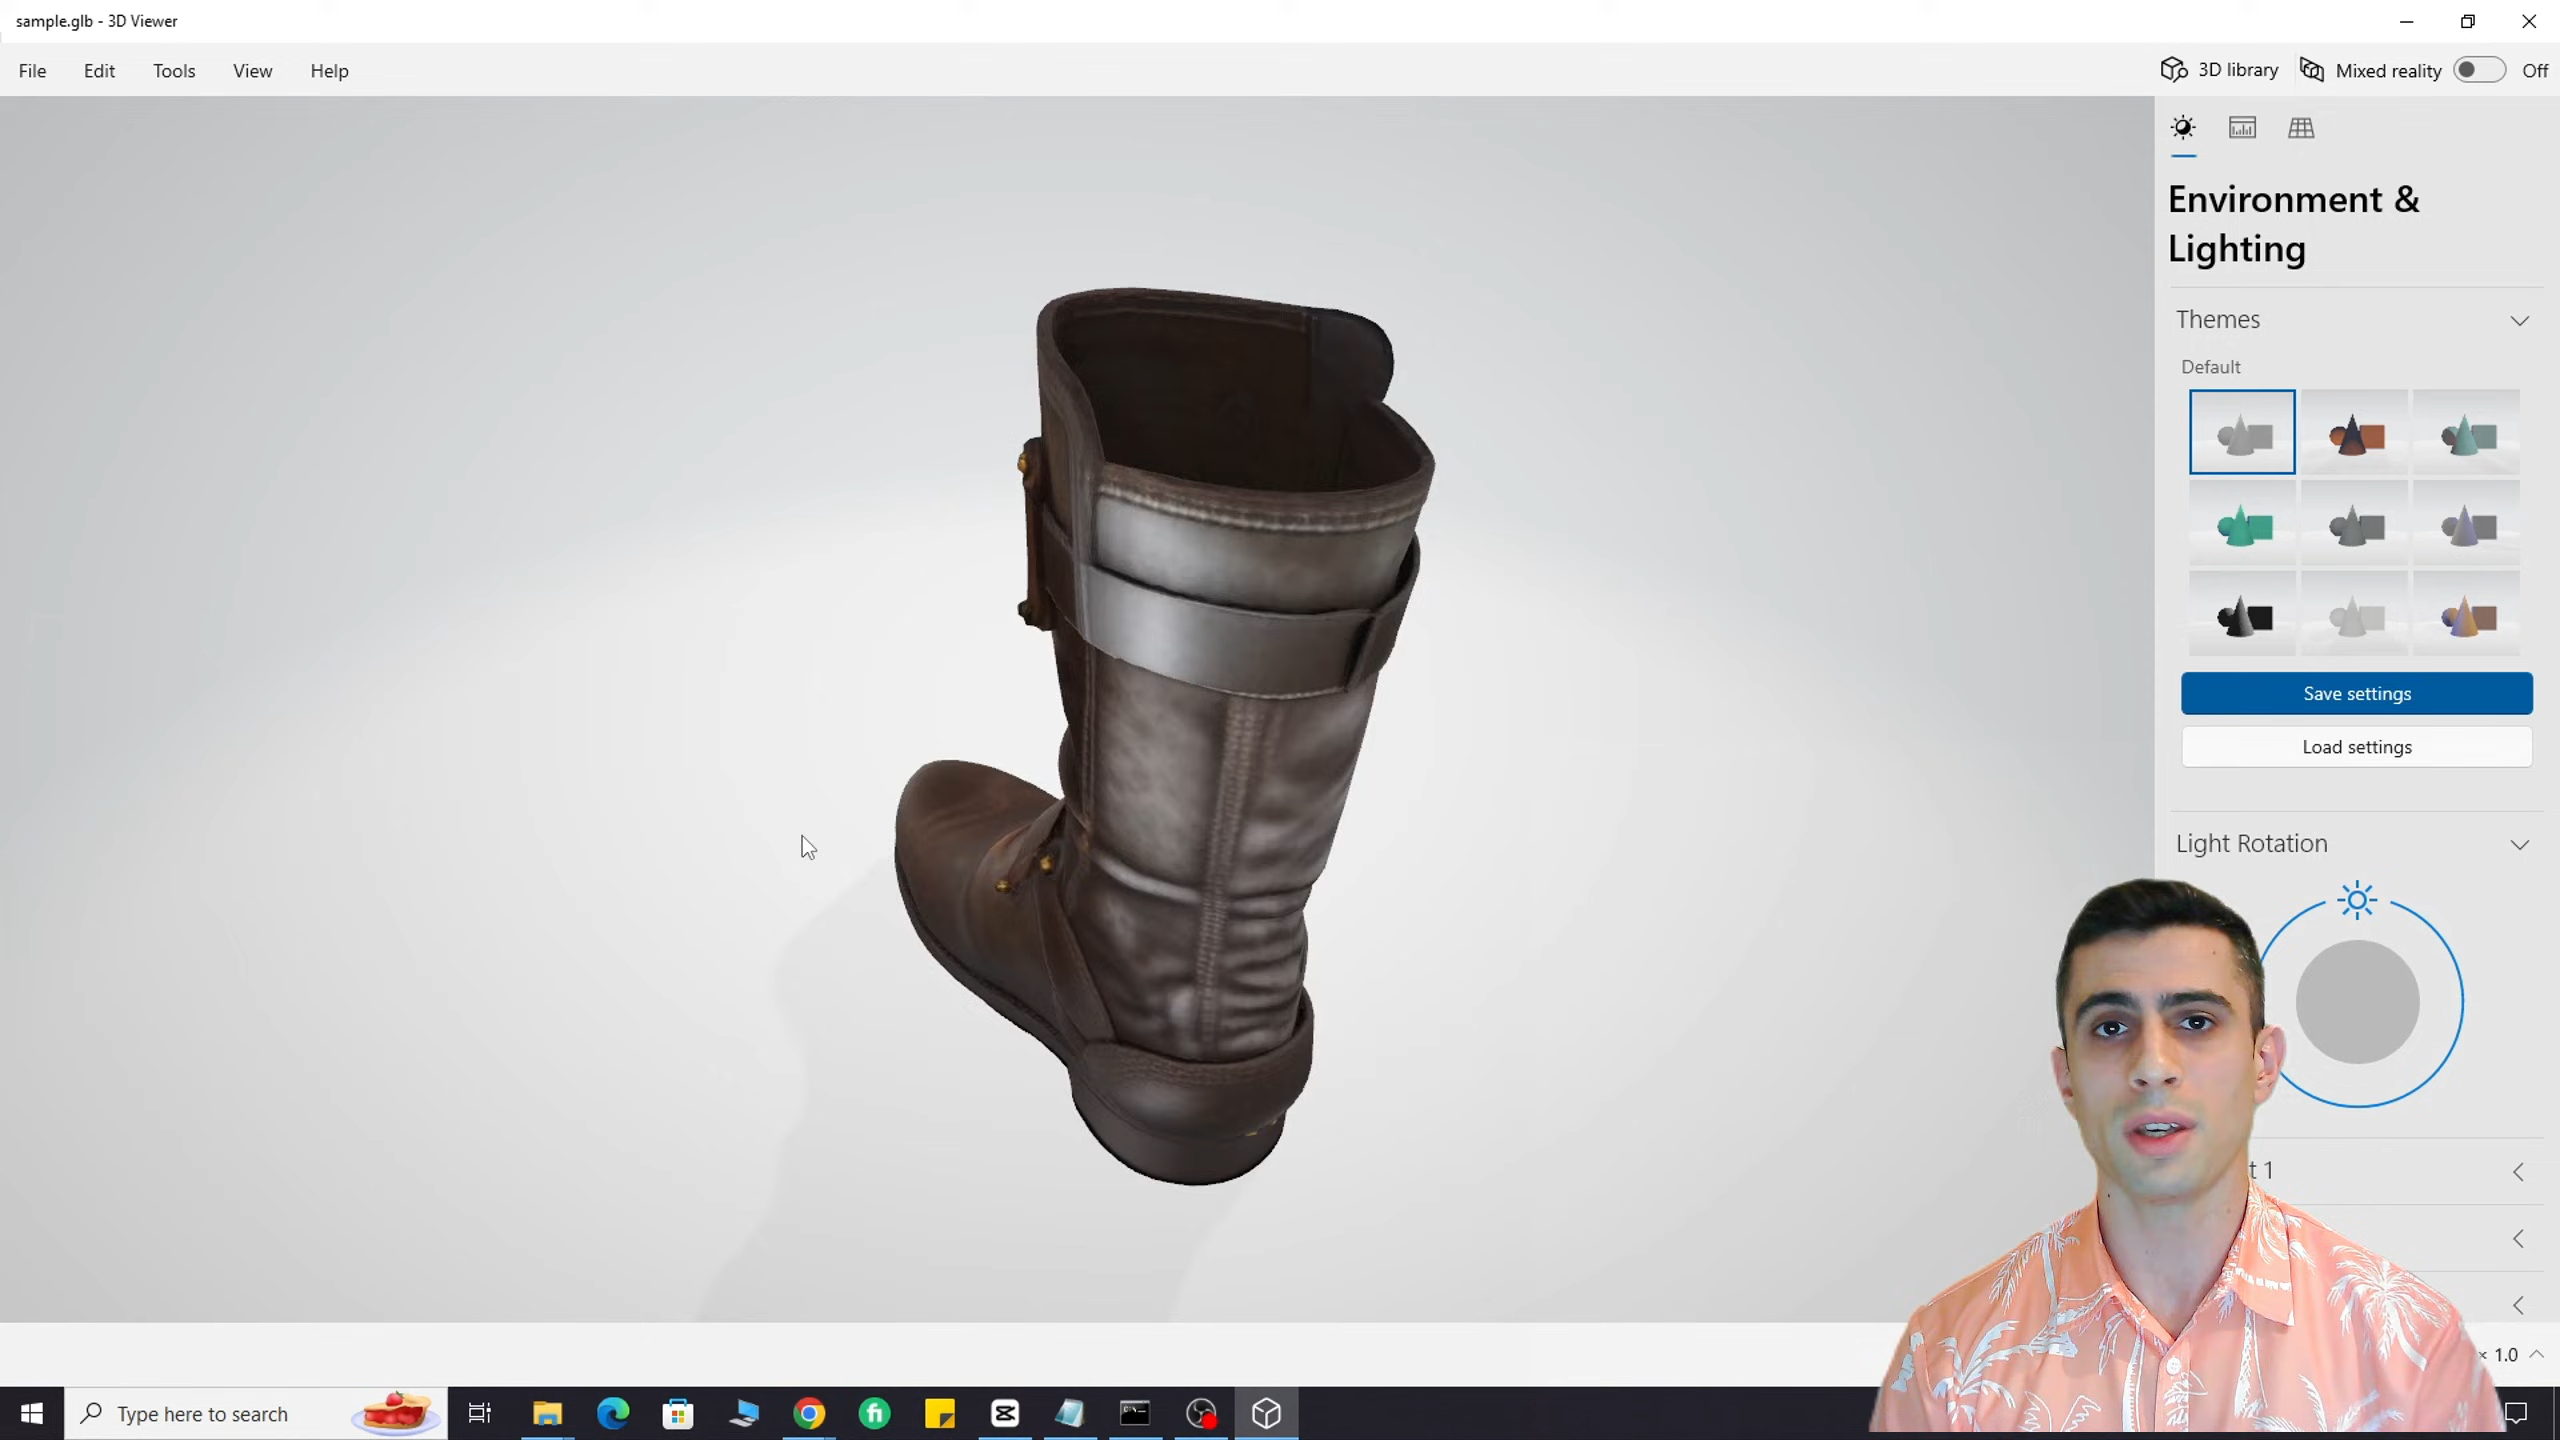 sample.glb - 3D Viewer
File Edit Tools View Help
3D library Mixed reality Off
Environment &
Lighting
Themes
Default
Save settings
Load settings
Light Rotation
t 1
× 1.0
Type here to search
fi